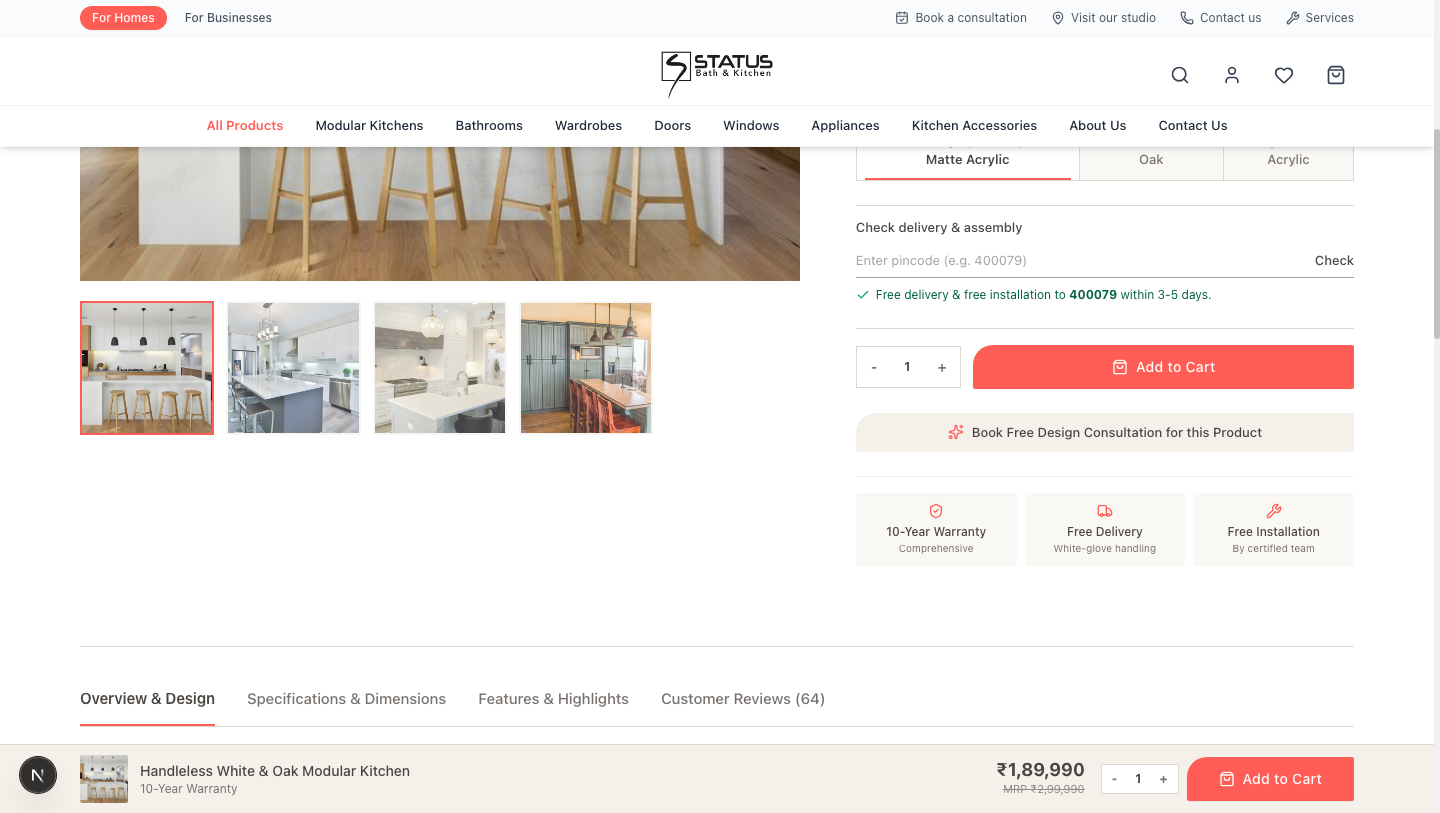 For Homes
For Businesses
Book a consultation
Visit our studio
Contact us
Services
STATUS
Bath & Kitchen
All Products
Modular Kitchens
Bathrooms
Wardrobes
Doors
Windows
Appliances
Kitchen Accessories
About Us
Contact Us
Matte Acrylic
Oak
Acrylic
Check delivery & assembly
Enter pincode (e.g. 400079)
Check
Free delivery & free installation to 400079 within 3-5 days.
- 1 +
Add to Cart
Book Free Design Consultation for this Product
10-Year Warranty
Comprehensive
Free Delivery
White-glove handling
Free Installation
By certified team
Overview & Design
Specifications & Dimensions
Features & Highlights
Customer Reviews (64)
N
Handleless White & Oak Modular Kitchen
10-Year Warranty
₹1,89,990
MRP ₹2,99,990
- 1 +
Add to Cart